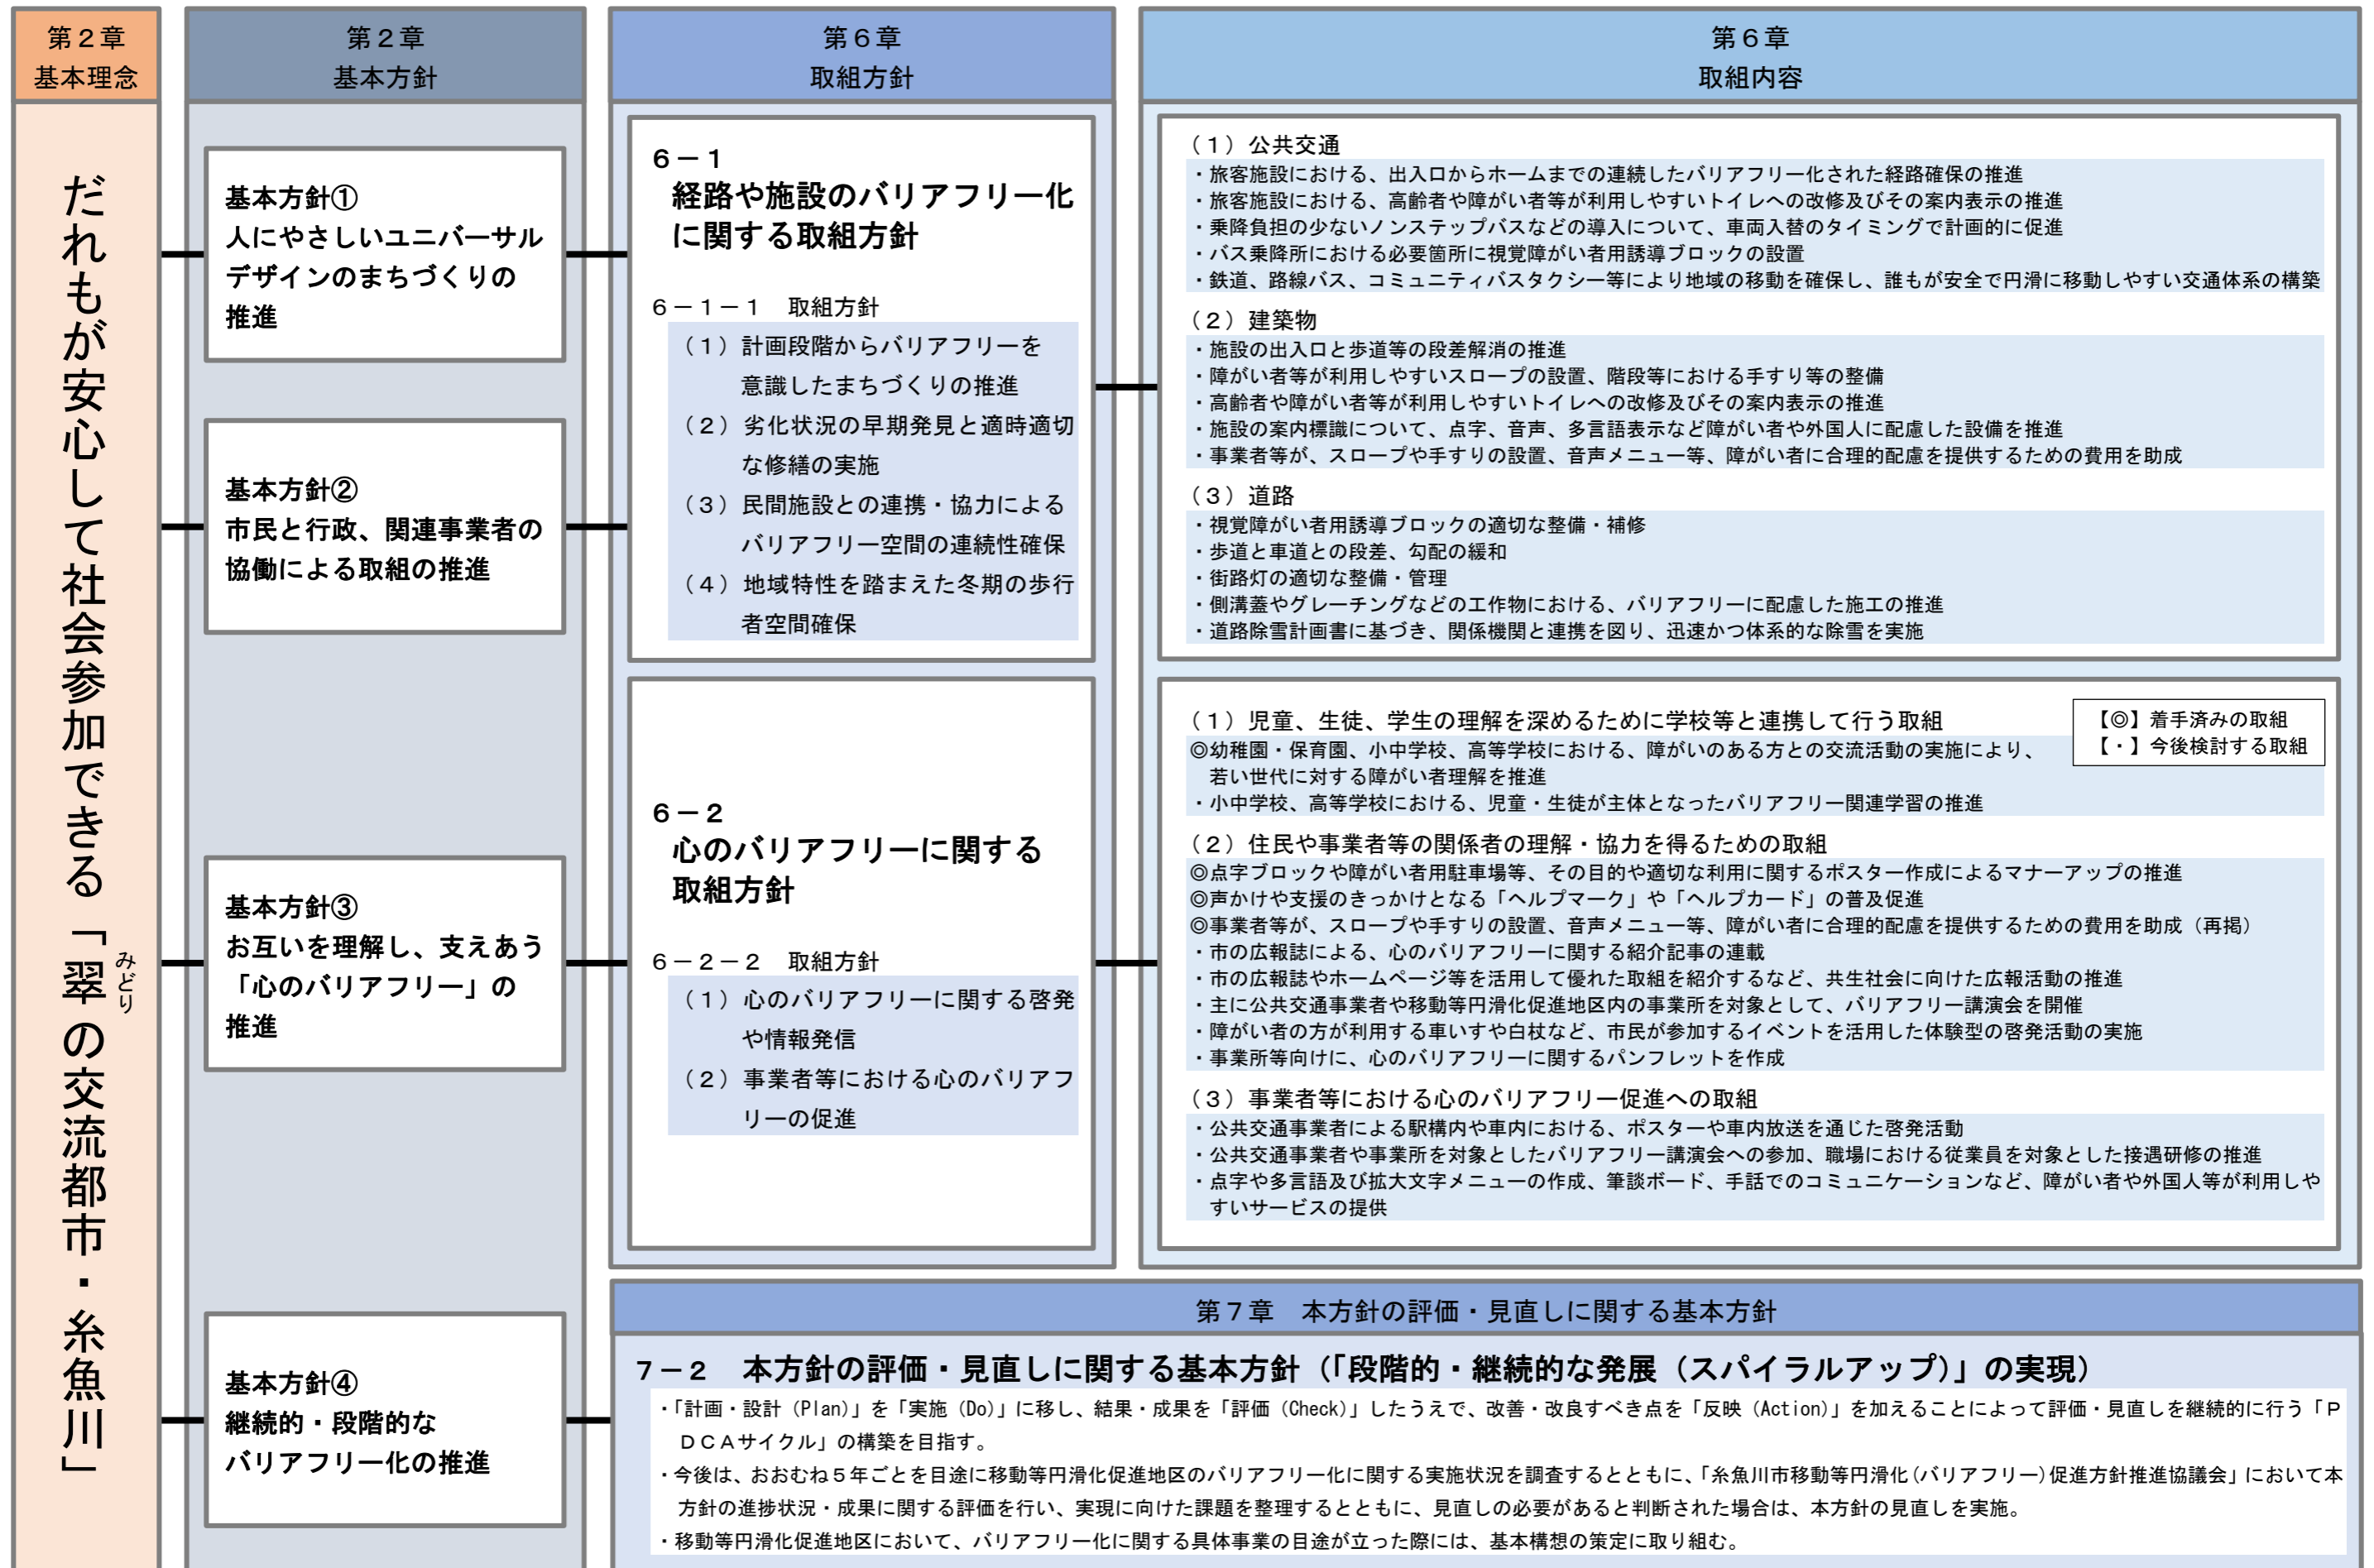 第２章
基本理念
だれもが安心して社会参加できる「翠の交流都市・糸魚川」
みどり
第２章
基本方針
基本方針①
人にやさしいユニバーサル
デザインのまちづくりの
推進
基本方針②
市民と行政、関連事業者の
協働による取組の推進
基本方針③
お互いを理解し、支えあう
「心のバリアフリー」の
推進
基本方針④
継続的・段階的な
バリアフリー化の推進
第６章
取組方針
６－１
経路や施設のバリアフリー化
に関する取組方針
６－１－１　取組方針
（１）計画段階からバリアフリーを
意識したまちづくりの推進
（２）劣化状況の早期発見と適時適切
な修繕の実施
（３）民間施設との連携・協力による
バリアフリー空間の連続性確保
（４）地域特性を踏まえた冬期の歩行
者空間確保
６－２
心のバリアフリーに関する
取組方針
６－２－２　取組方針
（１）心のバリアフリーに関する啓発
や情報発信
（２）事業者等における心のバリアフ
リーの促進
第６章
取組内容
（１）公共交通
・旅客施設における、出入口からホームまでの連続したバリアフリー化された経路確保の推進
・旅客施設における、高齢者や障がい者等が利用しやすいトイレへの改修及びその案内表示の推進
・乗降負担の少ないノンステップバスなどの導入について、車両入替のタイミングで計画的に促進
・バス乗降所における必要箇所に視覚障がい者用誘導ブロックの設置
・鉄道、路線バス、コミュニティバスタクシー等により地域の移動を確保し、誰もが安全で円滑に移動しやすい交通体系の構築
（２）建築物
・施設の出入口と歩道等の段差解消の推進
・障がい者等が利用しやすいスロープの設置、階段等における手すり等の整備
・高齢者や障がい者等が利用しやすいトイレへの改修及びその案内表示の推進
・施設の案内標識について、点字、音声、多言語表示など障がい者や外国人に配慮した設備を推進
・事業者等が、スロープや手すりの設置、音声メニュー等、障がい者に合理的配慮を提供するための費用を助成
（３）道路
・視覚障がい者用誘導ブロックの適切な整備・補修
・歩道と車道との段差、勾配の緩和
・街路灯の適切な整備・管理
・側溝蓋やグレーチングなどの工作物における、バリアフリーに配慮した施工の推進
・道路除雪計画書に基づき、関係機関と連携を図り、迅速かつ体系的な除雪を実施
【◎】着手済みの取組
【・】今後検討する取組
（１）児童、生徒、学生の理解を深めるために学校等と連携して行う取組
◎幼稚園・保育園、小中学校、高等学校における、障がいのある方との交流活動の実施により、
若い世代に対する障がい者理解を推進
・小中学校、高等学校における、児童・生徒が主体となったバリアフリー関連学習の推進
（２）住民や事業者等の関係者の理解・協力を得るための取組
◎点字ブロックや障がい者用駐車場等、その目的や適切な利用に関するポスター作成によるマナーアップの推進
◎声かけや支援のきっかけとなる「ヘルプマーク」や「ヘルプカード」の普及促進
◎事業者等が、スロープや手すりの設置、音声メニュー等、障がい者に合理的配慮を提供するための費用を助成（再掲）
・市の広報誌による、心のバリアフリーに関する紹介記事の連載
・市の広報誌やホームページ等を活用して優れた取組を紹介するなど、共生社会に向けた広報活動の推進
・主に公共交通事業者や移動等円滑化促進地区内の事業所を対象として、バリアフリー講演会を開催
・障がい者の方が利用する車いすや白杖など、市民が参加するイベントを活用した体験型の啓発活動の実施
・事業所等向けに、心のバリアフリーに関するパンフレットを作成
（３）事業者等における心のバリアフリー促進への取組
・公共交通事業者による駅構内や車内における、ポスターや車内放送を通じた啓発活動
・公共交通事業者や事業所を対象としたバリアフリー講演会への参加、職場における従業員を対象とした接遇研修の推進
・点字や多言語及び拡大文字メニューの作成、筆談ボード、手話でのコミュニケーションなど、障がい者や外国人等が利用しや
すいサービスの提供
第７章　本方針の評価・見直しに関する基本方針
７－２　本方針の評価・見直しに関する基本方針（「段階的・継続的な発展（スパイラルアップ）」の実現）
・「計画・設計（Plan）」を「実施（Do）」に移し、結果・成果を「評価（Check）」したうえで、改善・改良すべき点を「反映（Action）」を加えることによって評価・見直しを継続的に行う「Ｐ
ＤＣＡサイクル」の構築を目指す。
・今後は、おおむね５年ごとを目途に移動等円滑化促進地区のバリアフリー化に関する実施状況を調査するとともに、「糸魚川市移動等円滑化（バリアフリー）促進方針推進協議会」において本
方針の進捗状況・成果に関する評価を行い、実現に向けた課題を整理するとともに、見直しの必要があると判断された場合は、本方針の見直しを実施。
・移動等円滑化促進地区において、バリアフリー化に関する具体事業の目途が立った際には、基本構想の策定に取り組む。